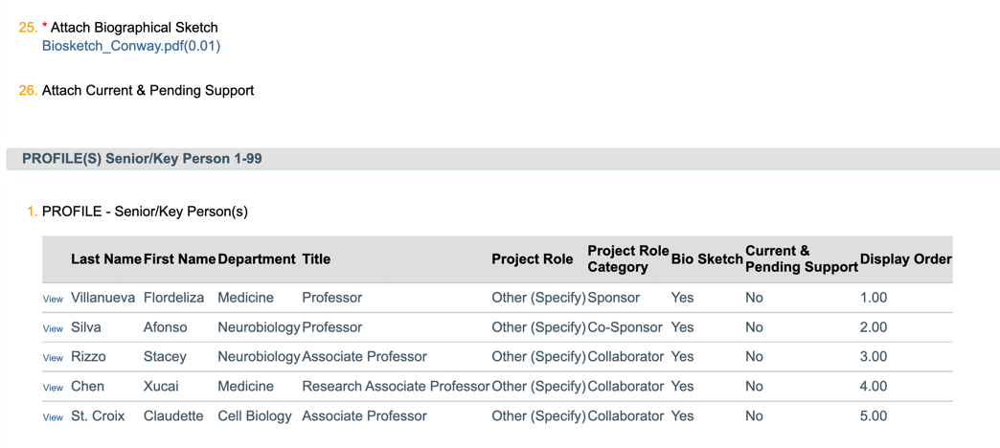 25. * Attach Biographical Sketch
Biosketch_Conway.pdf(0.01)
26. Attach Current & Pending Support
PROFILE(S) Senior/Key Person 1-99
1. PROFILE - Senior/Key Person(s)
Last Name First Name Department Title Project Role Project Role Category Bio Sketch Current & Pending Support Display Order
View Villanueva Flordeliza Medicine Professor Other (Specify) Sponsor Yes No 1.00
View Silva Afonso Neurobiology Professor Other (Specify) Co-Sponsor Yes No 2.00
View Rizzo Stacey Neurobiology Associate Professor Other (Specify) Collaborator Yes No 3.00
View Chen Xucai Medicine Research Associate Professor Other (Specify) Collaborator Yes No 4.00
View St. Croix Claudette Cell Biology Associate Professor Other (Specify) Collaborator Yes No 5.00